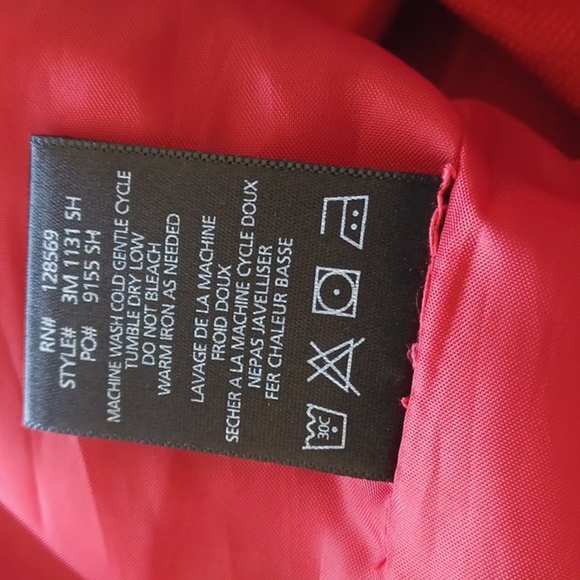 RN# 128569
STYLE# 3M 1131 SH
PO# 9155 SH
MACHINE WASH COLD GENTLE CYCLE
TUMBLE DRY LOW
DO NOT BLEACH
WARM IRON AS NEEDED
LAVAGE DE LA MACHINE
FROID DOUX
SECHER A LA MACHINE CYCLE DOUX
NEPAS JAVELLISER
FER CHALEUR BASSE
30C